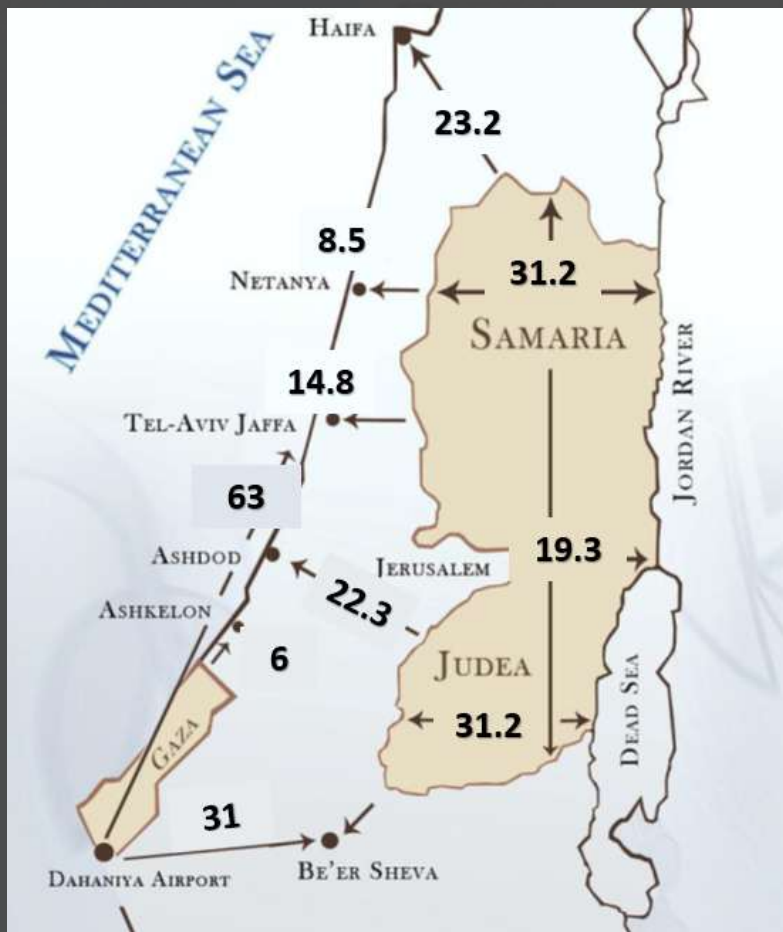 HAIFA
MEDITERRANEAN SEA
23.2
8.5
NETANYA
31.2
SAMARIA
14.8
TEL-AVIV JAFFA
JORDAN RIVER
63
ASHDOD
JERUSALEM
19.3
22.3
ASHKELON
6
JUDEA
GAZA
31.2
DEAD SEA
31
DAHANIYA AIRPORT
BE'ER SHEVA